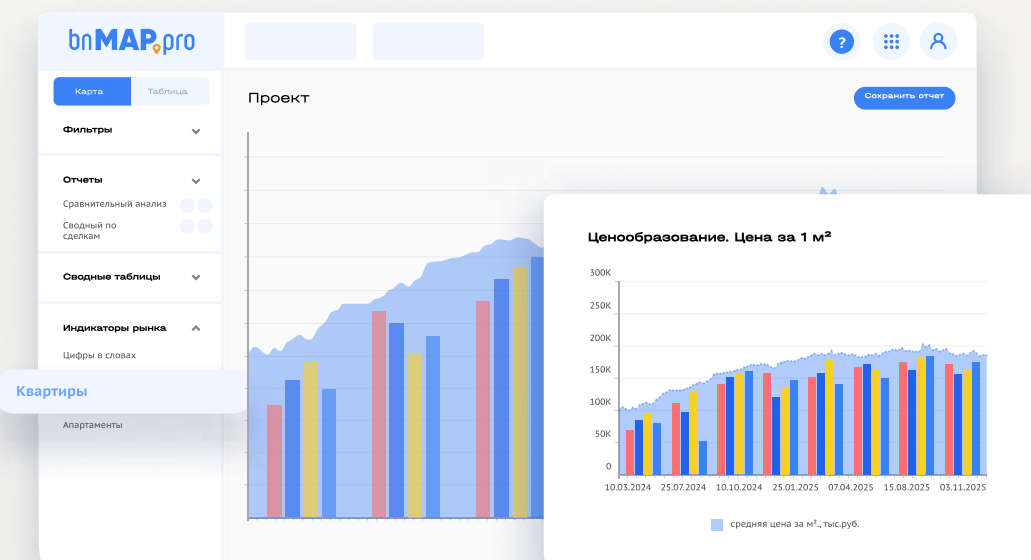 bnMAP.pro
?
Карта
Таблица
Проект
Сохранить отчет
Фильтры
Отчеты
Сравнительный анализ
Сводный по
сделкам
Сводные таблицы
Индикаторы рынка
Цифры в словах
Квартиры
Апартаменты
Ценообразование. Цена за 1 м²
300K
250K
200K
150K
100K
50K
0
10.03.2024
25.07.2024
10.10.2024
25.01.2025
07.04.2025
15.08.2025
03.11.2025
средняя цена за м²., тыс.руб.